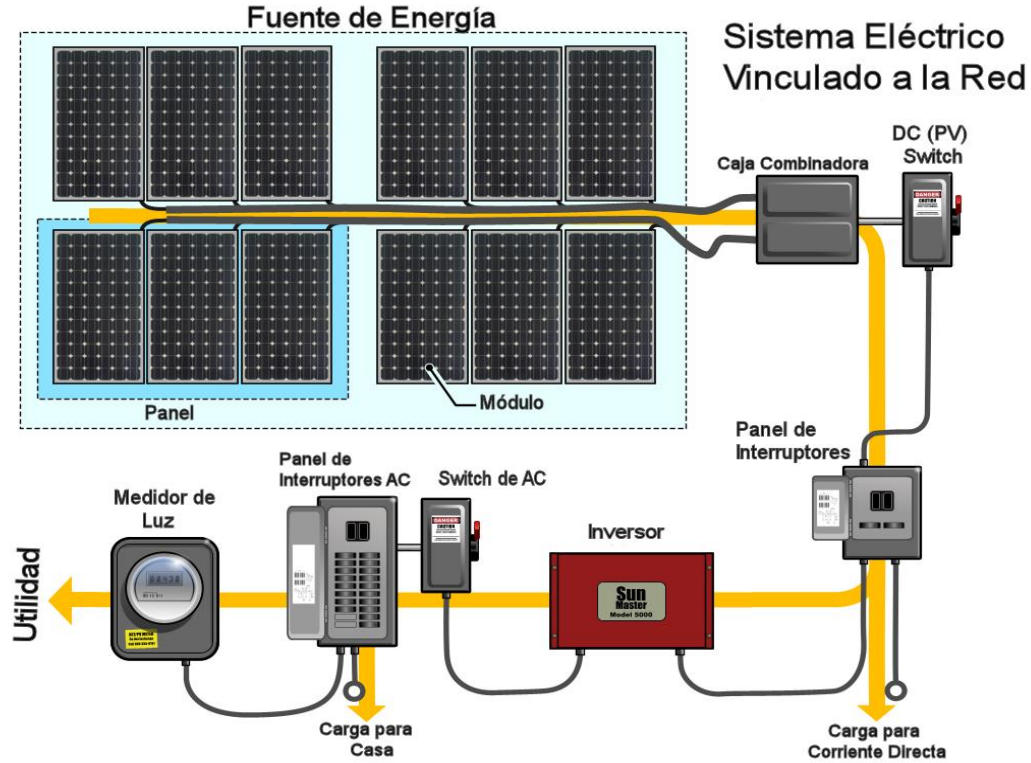 Fuente de Energía
Sistema Eléctrico
Vinculado a la Red
DC (PV)
Switch
Caja Combinadora
DANGER
CAUTION
Panel
Módulo
Panel de
Interruptores
Panel de
Interruptores AC
Switch de AC
DANGER
CAUTION
Medidor de
Luz
Inversor
Sun
Master
Model 5000
Utilidad
Carga para
Casa
Carga para
Corriente Directa